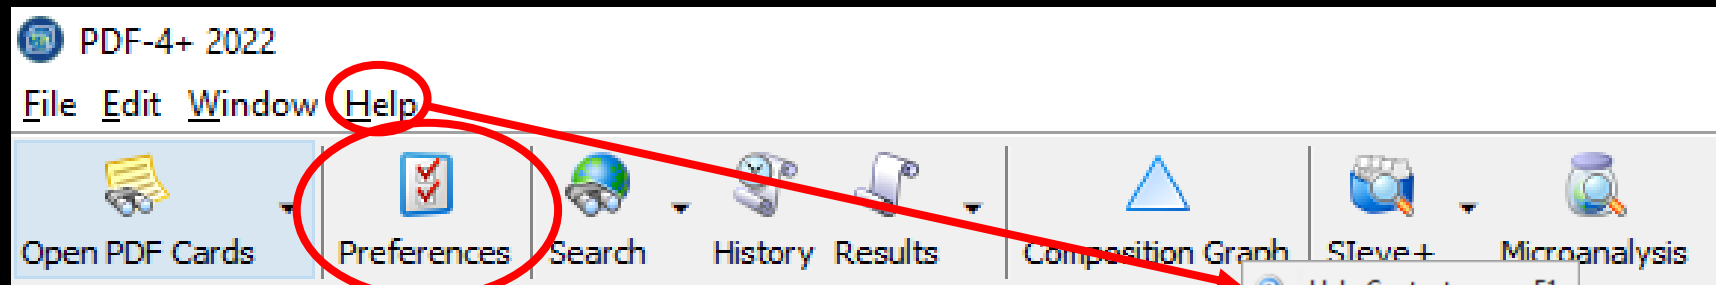 PDF-4+ 2022
File Edit Window Help
Open PDF Cards Preferences Search History Results Composition Graph SIeve+ Microanalysis